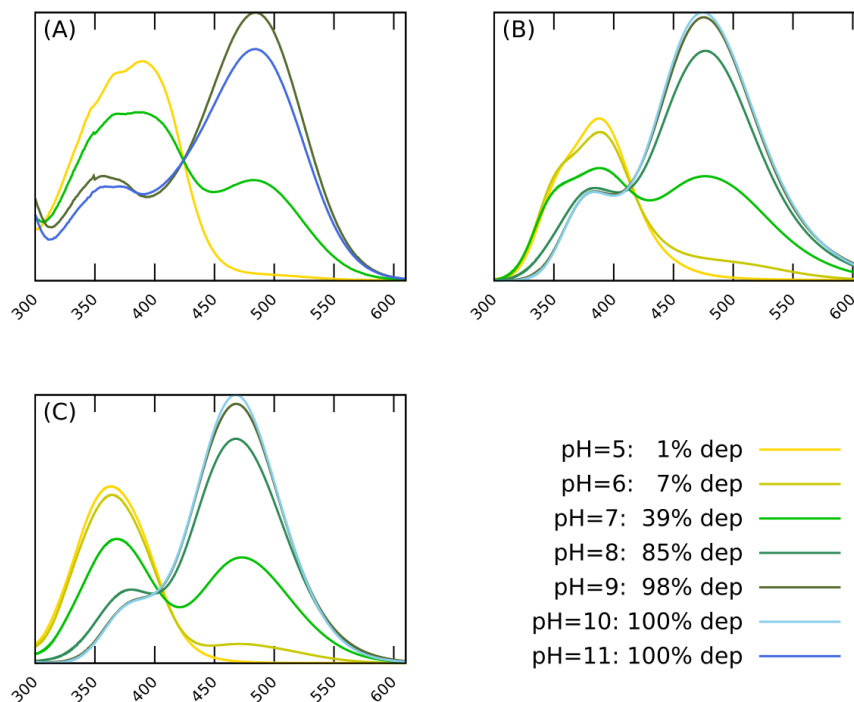 (A)
300 350 400 450 500 550 600
(B)
300 350 400 450 500 550 600
(C)
300 350 400 450 500 550 600
pH=5: 1% dep
pH=6: 7% dep
pH=7: 39% dep
pH=8: 85% dep
pH=9: 98% dep
pH=10: 100% dep
pH=11: 100% dep